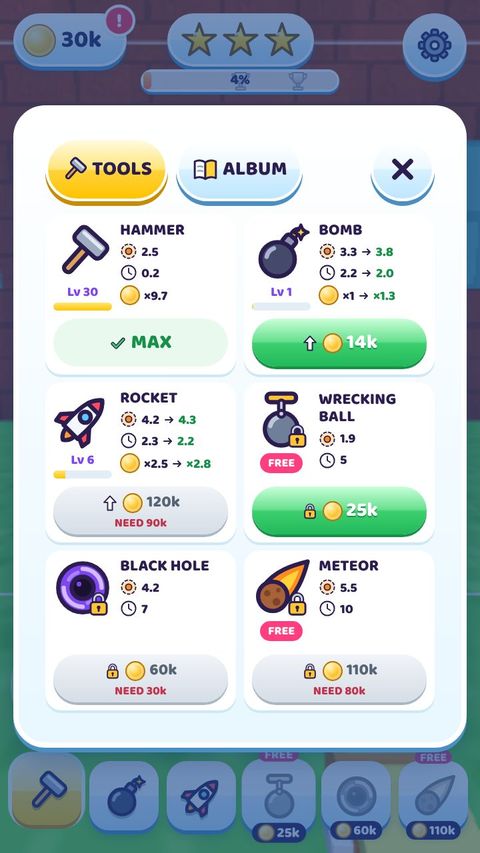 30k
!
4%
TOOLS
ALBUM
HAMMER
2.5
0.2
×9.7
Lv 30
MAX
BOMB
3.3 → 3.8
2.2 → 2.0
×1 → ×1.3
Lv 1
14k
ROCKET
4.2 → 4.3
2.3 → 2.2
×2.5 → ×2.8
Lv 6
120k
NEED 90k
WRECKING
BALL
1.9
5
FREE
25k
BLACK HOLE
4.2
7
60k
NEED 30k
METEOR
5.5
10
FREE
110k
NEED 80k
FREE
FREE
25k
60k
110k